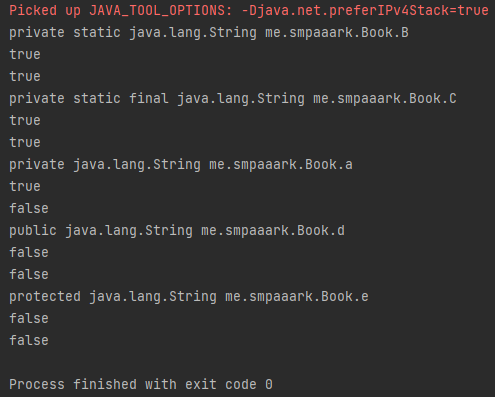 Picked up JAVA_TOOL_OPTIONS: -Djava.net.preferIPv4Stack=true
private static java.lang.String me.smpaaark.Book.B
true
true
private static final java.lang.String me.smpaaark.Book.C
true
true
private java.lang.String me.smpaaark.Book.a
true
false
public java.lang.String me.smpaaark.Book.d
false
false
protected java.lang.String me.smpaaark.Book.e
false
false
Process finished with exit code 0